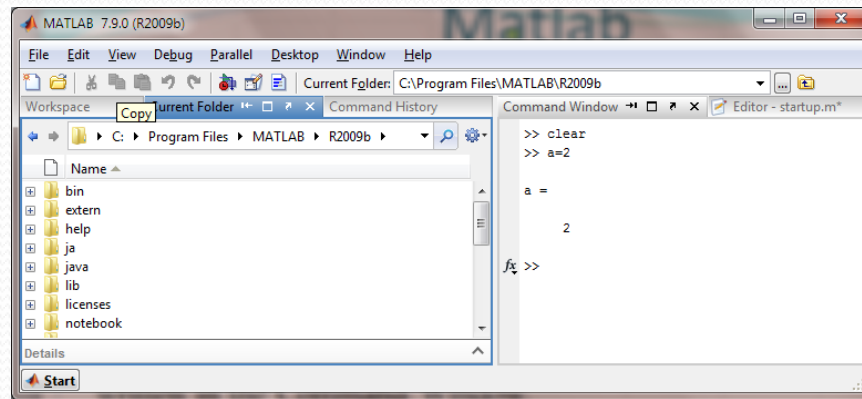 Matlab
MATLAB 7.9.0 (R2009b)
File Edit View Debug Parallel Desktop Window Help
Current Folder: C:\Program Files\MATLAB\R2009b
Workspace Current Folder Command History
Copy
C: Program Files MATLAB R2009b
Name
bin
extern
help
ja
java
lib
licenses
notebook
Details
Command Window Editor - startup.m*
>> clear
>> a=2
a =
2
fx >>
Start